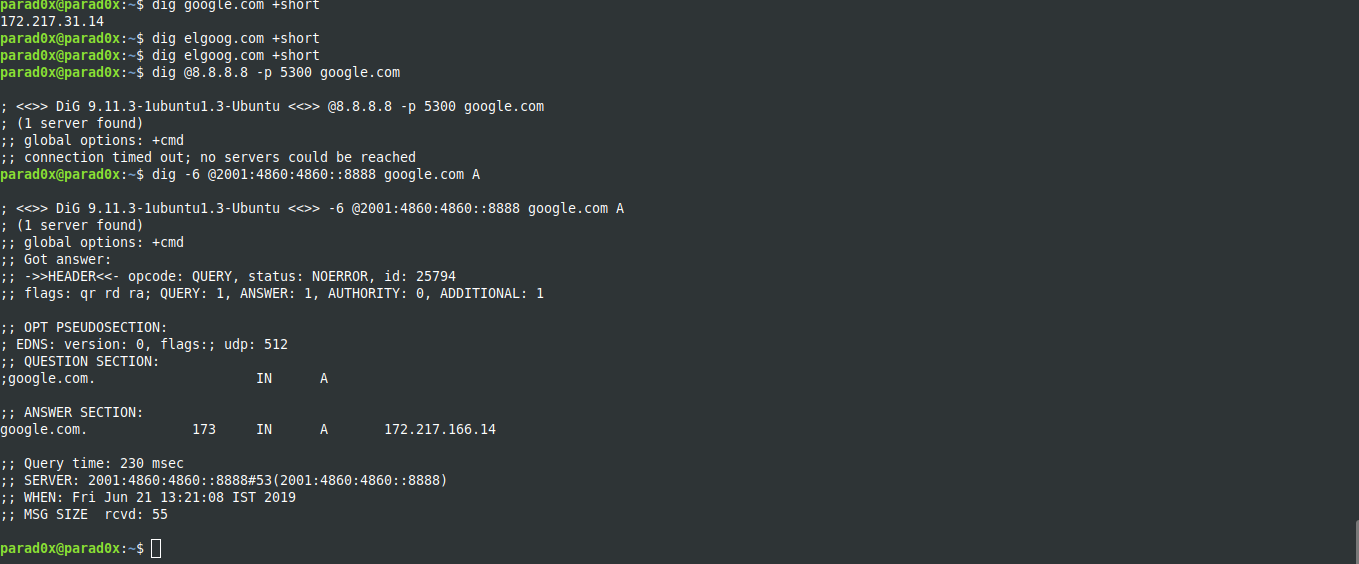 parad0x@parad0x:~$ dig google.com +short
172.217.31.14
parad0x@parad0x:~$ dig elgoog.com +short
parad0x@parad0x:~$ dig elgoog.com +short
parad0x@parad0x:~$ dig @8.8.8.8 -p 5300 google.com

; <<>> DiG 9.11.3-1ubuntu1.3-Ubuntu <<>> @8.8.8.8 -p 5300 google.com
; (1 server found)
;; global options: +cmd
;; connection timed out; no servers could be reached
parad0x@parad0x:~$ dig -6 @2001:4860:4860::8888 google.com A

; <<>> DiG 9.11.3-1ubuntu1.3-Ubuntu <<>> -6 @2001:4860:4860::8888 google.com A
; (1 server found)
;; global options: +cmd
;; Got answer:
;; ->>HEADER<<- opcode: QUERY, status: NOERROR, id: 25794
;; flags: qr rd ra; QUERY: 1, ANSWER: 1, AUTHORITY: 0, ADDITIONAL: 1

;; OPT PSEUDOSECTION:
; EDNS: version: 0, flags:; udp: 512
;; QUESTION SECTION:
;google.com.			IN	A

;; ANSWER SECTION:
google.com.		173	IN	A	172.217.166.14

;; Query time: 230 msec
;; SERVER: 2001:4860:4860::8888#53(2001:4860:4860::8888)
;; WHEN: Fri Jun 21 13:21:08 IST 2019
;; MSG SIZE  rcvd: 55

parad0x@parad0x:~$